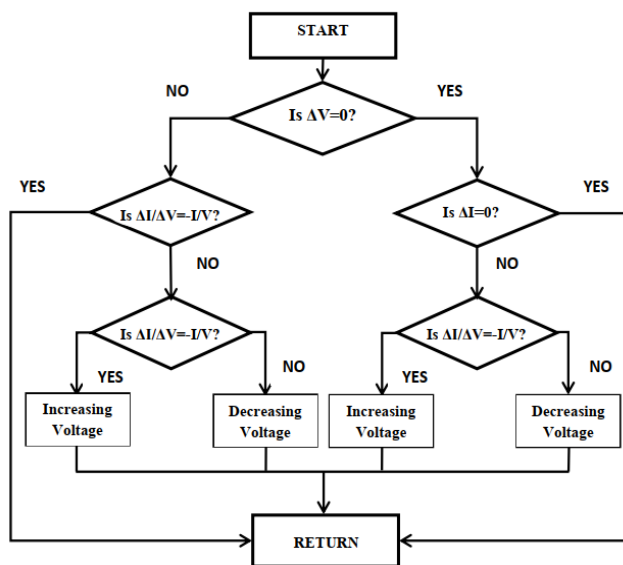 START
NO
YES
Is ΔV=0?
YES
YES
Is ΔI/ΔV=-I/V?
Is ΔI=0?
NO
NO
Is ΔI/ΔV=-I/V?
Is ΔI/ΔV=-I/V?
YES
NO
YES
NO
Increasing
Voltage
Decreasing
Voltage
Increasing
Voltage
Decreasing
Voltage
RETURN